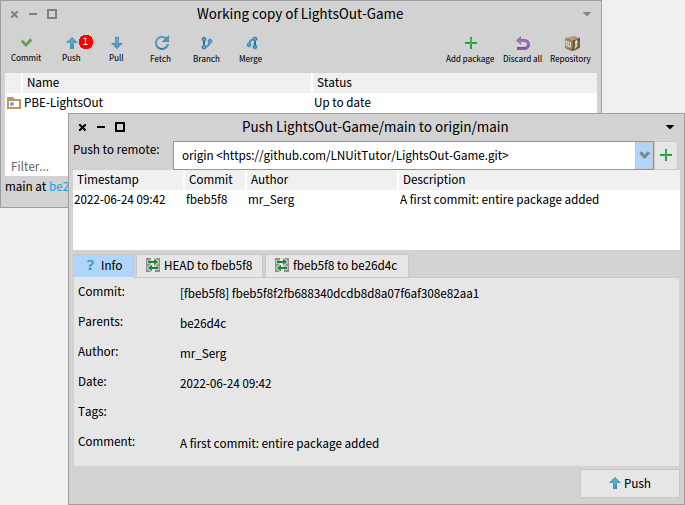 Working copy of LightsOut-Game
Commit
Push
1
Pull
Fetch
Branch
Merge
Add package
Discard all
Repository
Name
Status
PBE-LightsOut
Up to date
Filter...
main at be2
Push LightsOut-Game/main to origin/main
Push to remote:
origin <https://github.com/LNUitTutor/LightsOut-Game.git>
Timestamp
Commit
Author
Description
2022-06-24 09:42
fbeb5f8
mr_Serg
A first commit: entire package added
? Info
HEAD to fbeb5f8
fbeb5f8 to be26d4c
Commit:
[fbeb5f8] fbeb5f8f2fb688340dcdb8d8a07f6af308e82aa1
Parents:
be26d4c
Author:
mr_Serg
Date:
2022-06-24 09:42
Tags:
Comment:
A first commit: entire package added
Push